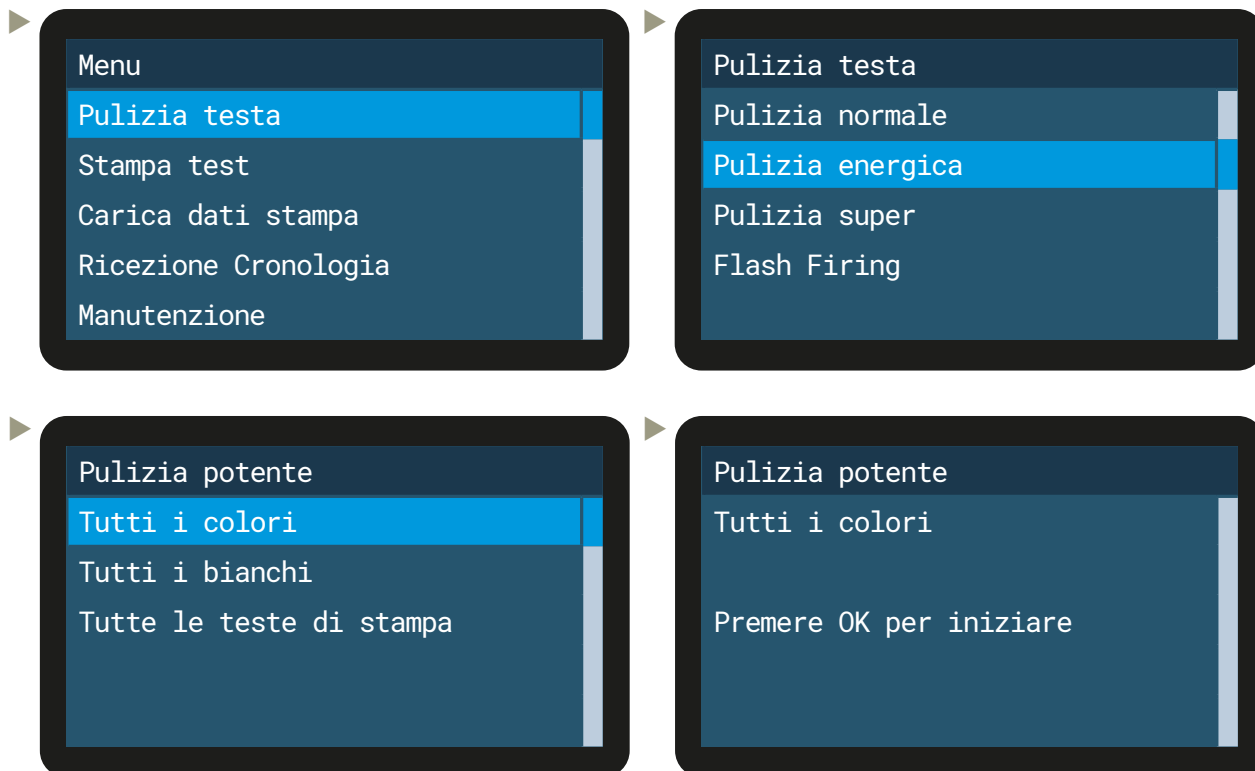 Menu
Pulizia testa
Stampa test
Carica dati stampa
Ricezione Cronologia
Manutenzione
Pulizia testa
Pulizia normale
Pulizia energica
Pulizia super
Flash Firing
Pulizia potente
Tutti i colori
Tutti i bianchi
Tutte le teste di stampa
Pulizia potente
Tutti i colori
Premere OK per iniziare